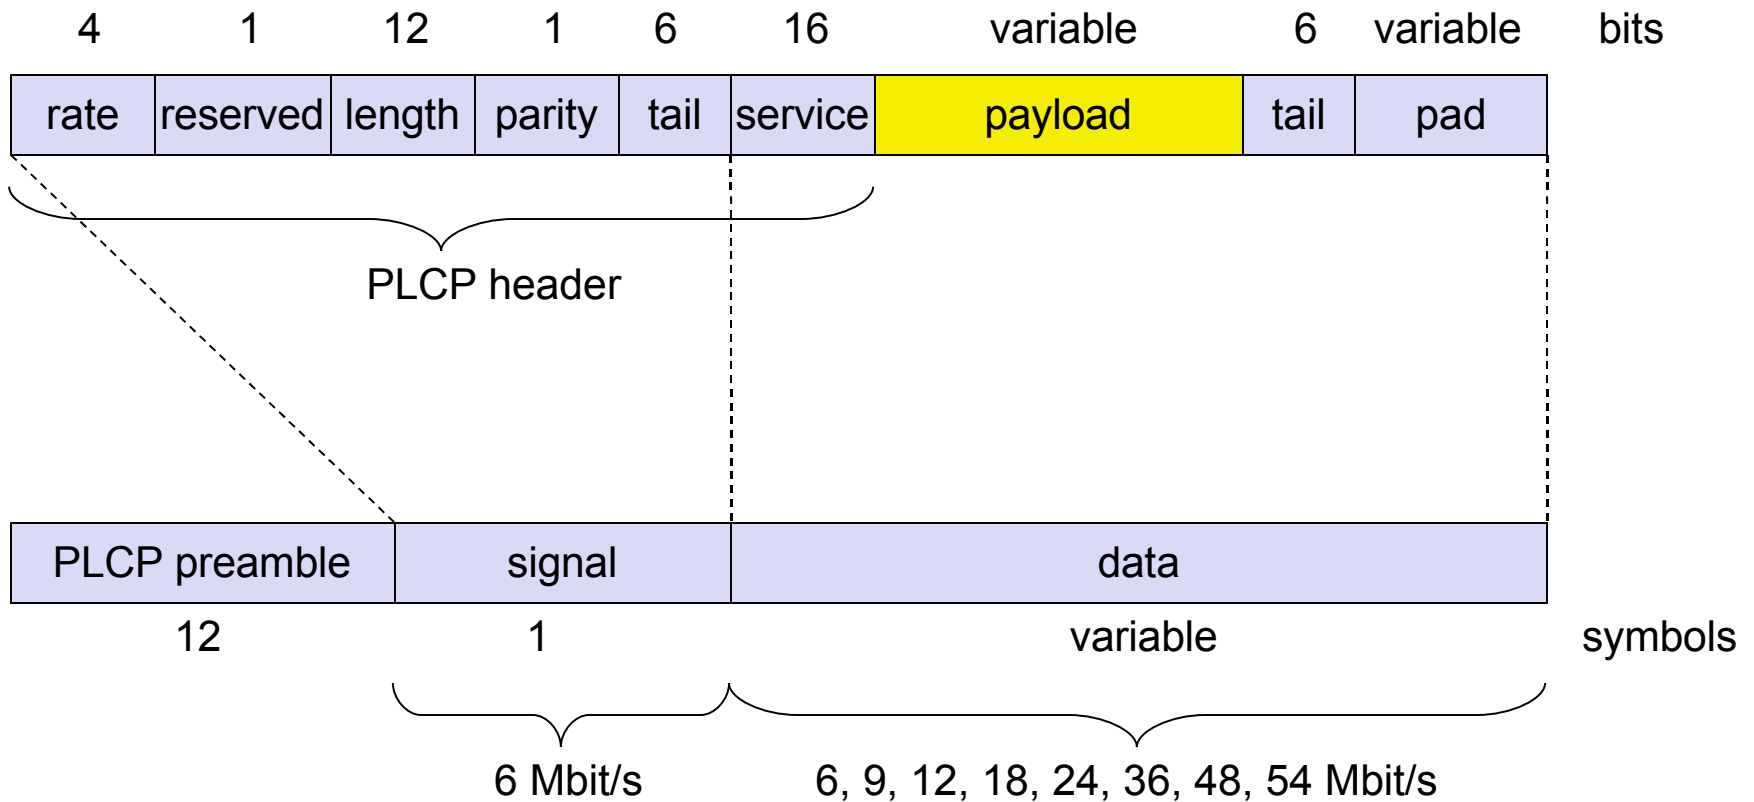 4 1 12 1 6 16 variable 6 variable bits
rate reserved length parity tail service payload tail pad
PLCP header
PLCP preamble signal data
12 1 variable symbols
6 Mbit/s 6, 9, 12, 18, 24, 36, 48, 54 Mbit/s